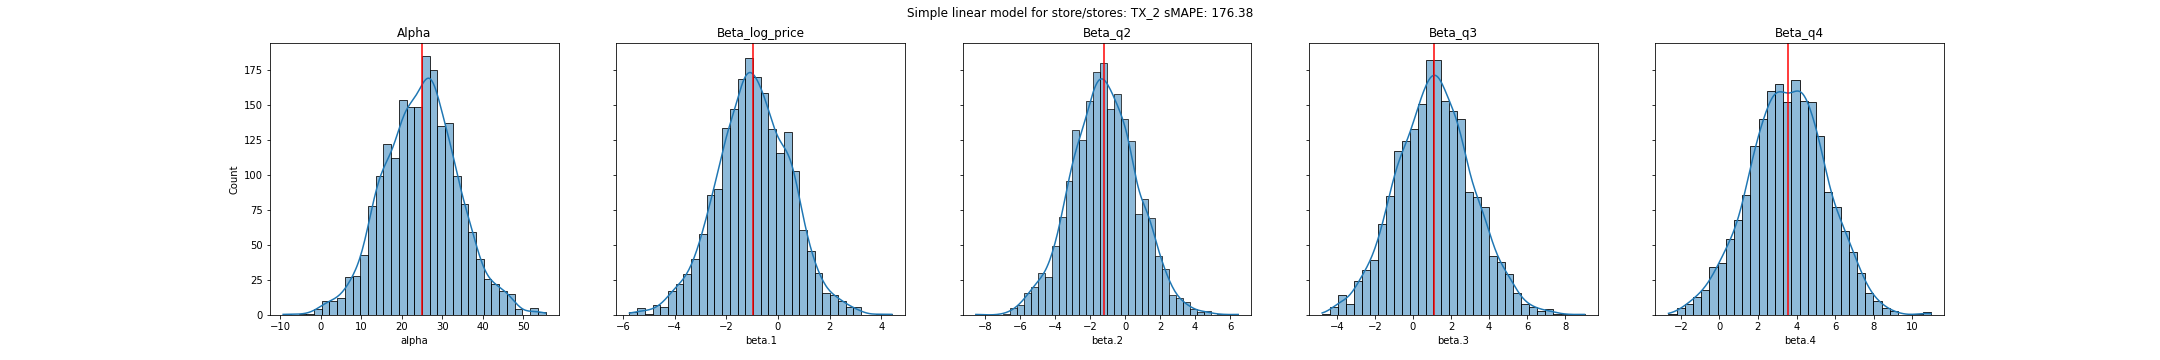 Simple linear model for store/stores: TX_2 sMAPE: 176.38
Alpha
Beta_log_price
Beta_q2
Beta_q3
Beta_q4
Count
175
150
125
100
75
50
25
0
−10 0 10 20 30 40 50
−6 −4 −2 0 2 4
−8 −6 −4 −2 0 2 4 6
−4 −2 0 2 4 6 8
−2 0 2 4 6 8 10
alpha
beta.1
beta.2
beta.3
beta.4